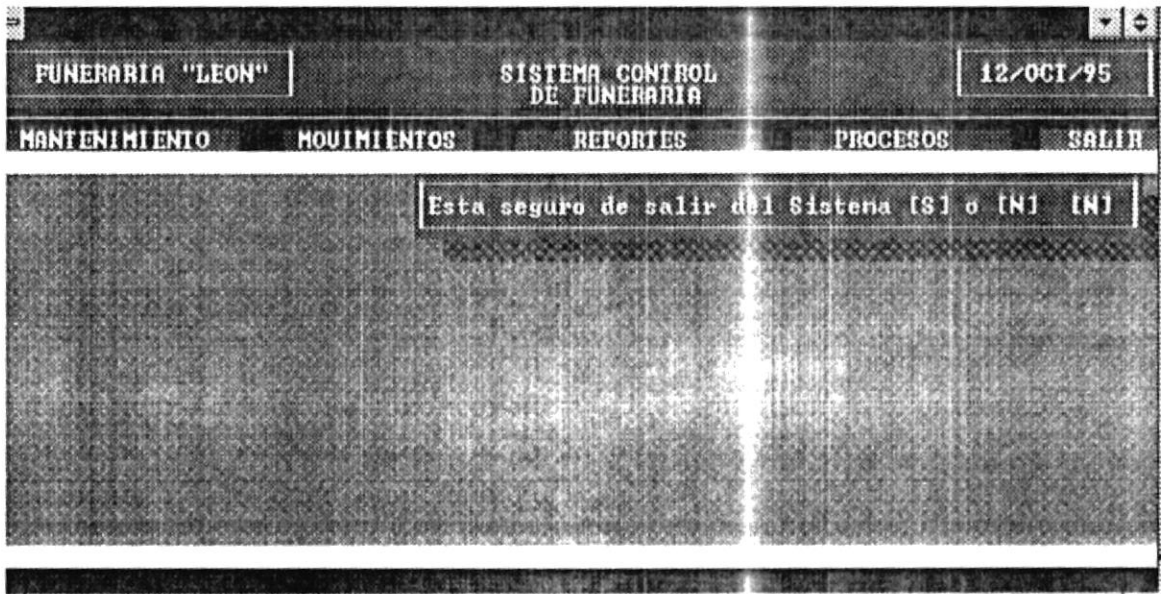 FUNERARIA "LEON"
SISTEMA CONTROL
DE FUNERARIA
12/OCT/95
MANTENIMIENTO MOVIMIENTOS REPORTES PROCESOS SALIR
Esta seguro de salir del Sistema [S] o [N] [N]